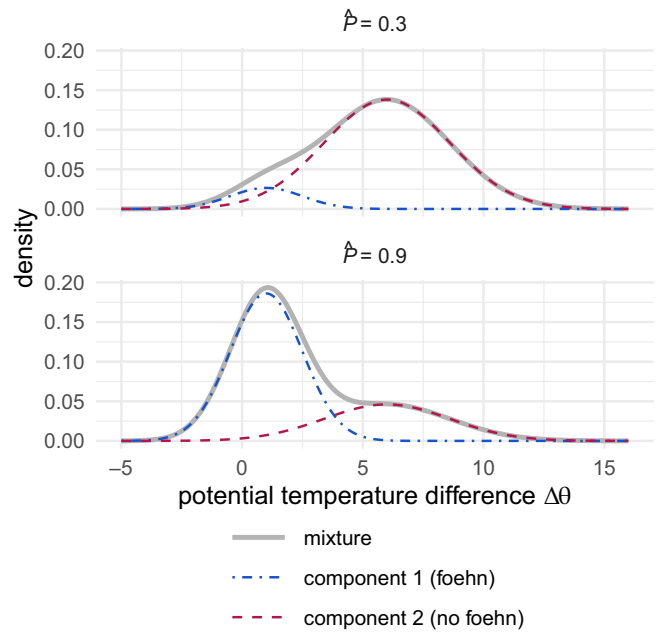 P̂ = 0.3
0.20
0.15
0.10
0.05
0.00
density
P̂ = 0.9
0.20
0.15
0.10
0.05
0.00
−5 0 5 10 15
potential temperature difference Δθ
mixture
component 1 (foehn)
component 2 (no foehn)